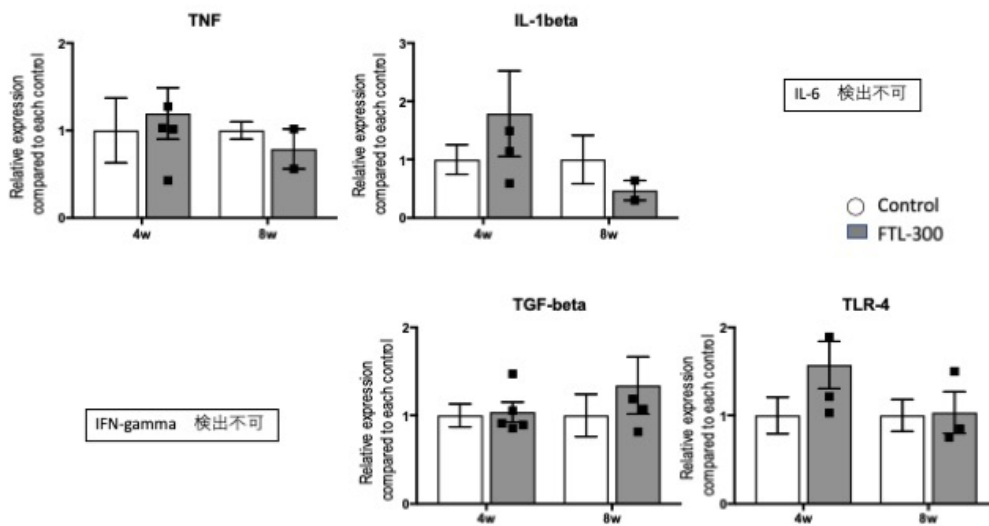 TNF
Relative expression
compared to each control
2
1
0
4w
8w
IL-1beta
Relative expression
compared to each control
3
2
1
0
4w
8w
IL-6 検出不可
Control
FTL-300
IFN-gamma 検出不可
TGF-beta
Relative expression
compared to each control
2
1
0
4w
8w
TLR-4
Relative expression
compared to each control
2
1
0
4w
8w